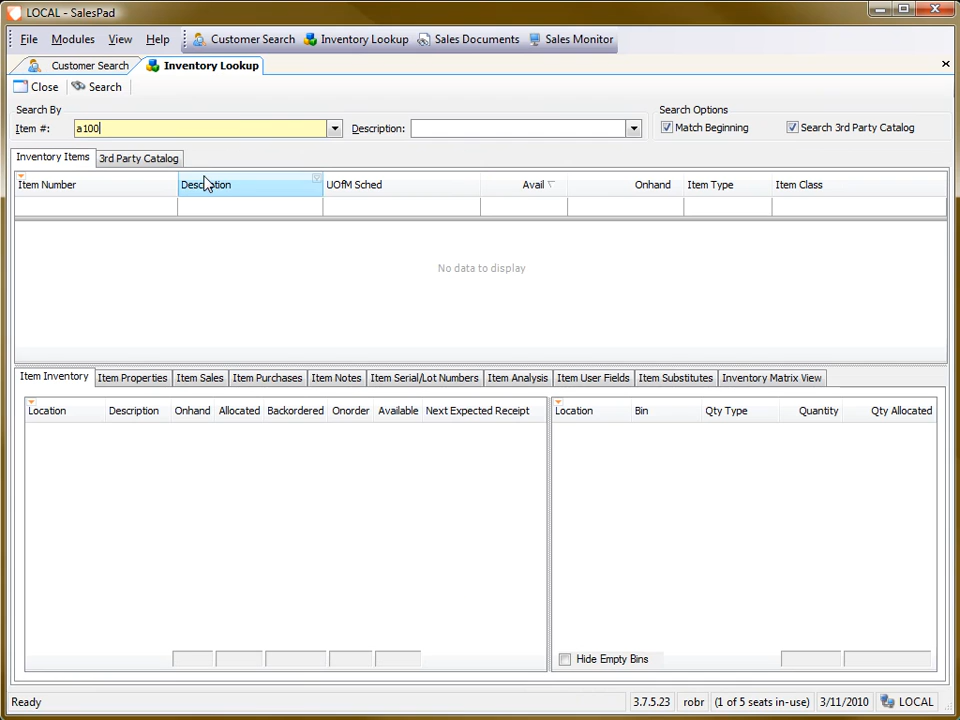 LOCAL - SalesPad
File Modules View Help Customer Search Inventory Lookup Sales Documents Sales Monitor
Customer Search Inventory Lookup
Close Search
Search By Search Options
Item #: a100 Description: Match Beginning Search 3rd Party Catalog
Inventory Items 3rd Party Catalog
Item Number Description UOfM Sched Avail Onhand Item Type Item Class
No data to display
Item Inventory Item Properties Item Sales Item Purchases Item Notes Item Serial/Lot Numbers Item Analysis Item User Fields Item Substitutes Inventory Matrix View
Location Description Onhand Allocated Backordered Onorder Available Next Expected Receipt Location Bin Qty Type Quantity Qty Allocated
Hide Empty Bins
Ready 3.7.5.23 robr (1 of 5 seats in-use) 3/11/2010 LOCAL